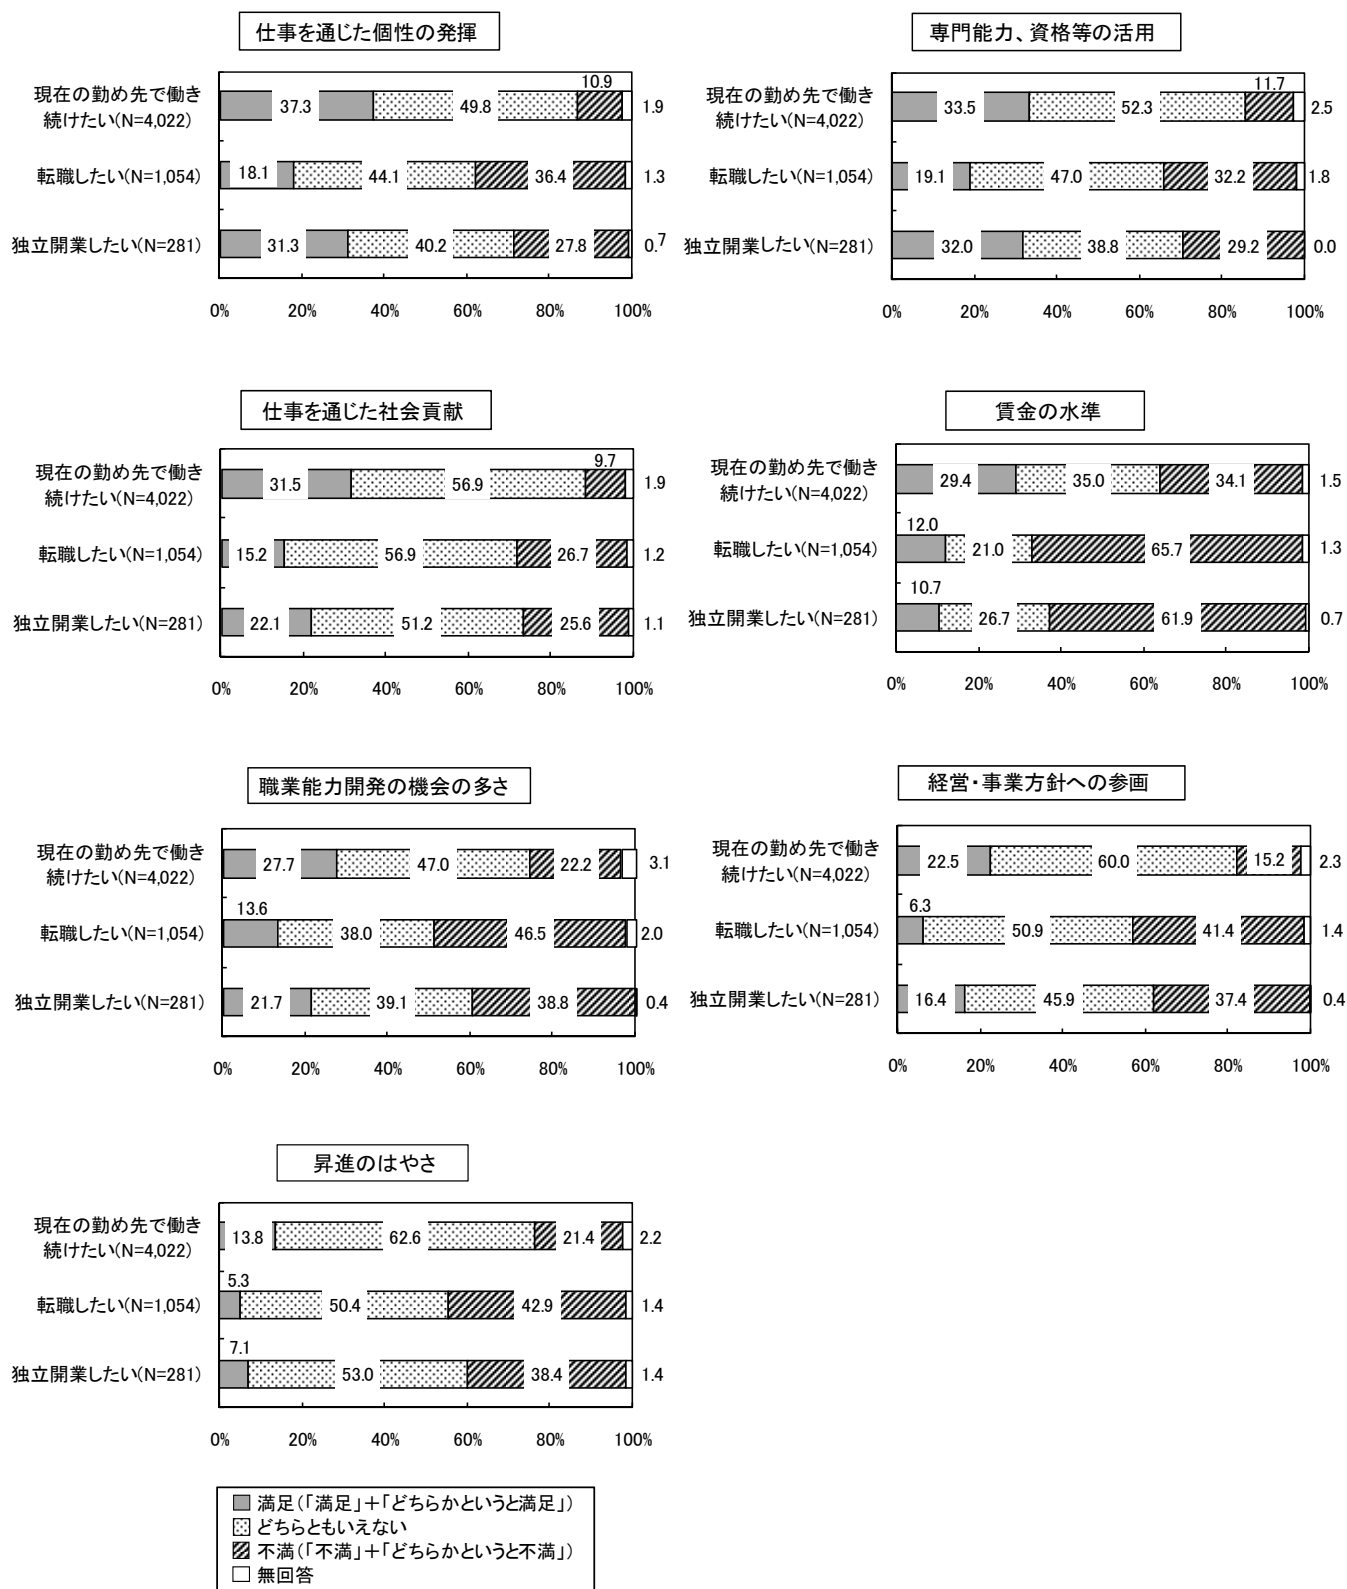 仕事を通じた個性の発揮
現在の勤め先で働き
続けたい(N=4,022)
37.3 49.8 10.9 1.9
転職したい(N=1,054)
18.1 44.1 36.4 1.3
独立開業したい(N=281)
31.3 40.2 27.8 0.7
0% 20% 40% 60% 80% 100%
専門能力、資格等の活用
現在の勤め先で働き
続けたい(N=4,022)
33.5 52.3 11.7 2.5
転職したい(N=1,054)
19.1 47.0 32.2 1.8
独立開業したい(N=281)
32.0 38.8 29.2 0.0
0% 20% 40% 60% 80% 100%
仕事を通じた社会貢献
現在の勤め先で働き
続けたい(N=4,022)
31.5 56.9 9.7 1.9
転職したい(N=1,054)
15.2 56.9 26.7 1.2
独立開業したい(N=281)
22.1 51.2 25.6 1.1
0% 20% 40% 60% 80% 100%
賃金の水準
現在の勤め先で働き
続けたい(N=4,022)
29.4 35.0 34.1 1.5
転職したい(N=1,054)
12.0 21.0 65.7 1.3
独立開業したい(N=281)
10.7 26.7 61.9 0.7
0% 20% 40% 60% 80% 100%
職業能力開発の機会の多さ
現在の勤め先で働き
続けたい(N=4,022)
27.7 47.0 22.2 3.1
転職したい(N=1,054)
13.6 38.0 46.5 2.0
独立開業したい(N=281)
21.7 39.1 38.8 0.4
0% 20% 40% 60% 80% 100%
経営・事業方針への参画
現在の勤め先で働き
続けたい(N=4,022)
22.5 60.0 15.2 2.3
転職したい(N=1,054)
6.3 50.9 41.4 1.4
独立開業したい(N=281)
16.4 45.9 37.4 0.4
0% 20% 40% 60% 80% 100%
昇進のはやさ
現在の勤め先で働き
続けたい(N=4,022)
13.8 62.6 21.4 2.2
転職したい(N=1,054)
5.3 50.4 42.9 1.4
独立開業したい(N=281)
7.1 53.0 38.4 1.4
0% 20% 40% 60% 80% 100%
満足(「満足」+「どちらかというと満足」)
どちらともいえない
不満(「不満」+「どちらかというと不満」)
無回答